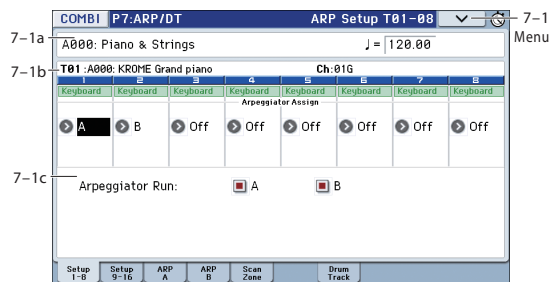 COMBI P7:ARP/DT ARP Setup T01-08
7-1
Menu
7-1a
A000: Piano & Strings ♩= 120.00
7-1b
T01 :A000: KROME Grand piano Ch:01G
1 2 3 4 5 6 7 8
Keyboard Keyboard Keyboard Keyboard Keyboard Keyboard Keyboard Keyboard
Arpeggiator Assign
A B Off Off Off Off Off Off
7-1c
Arpeggiator Run: A B
Setup 1-8 Setup 9-16 ARP A ARP B Scan Zone Drum Track